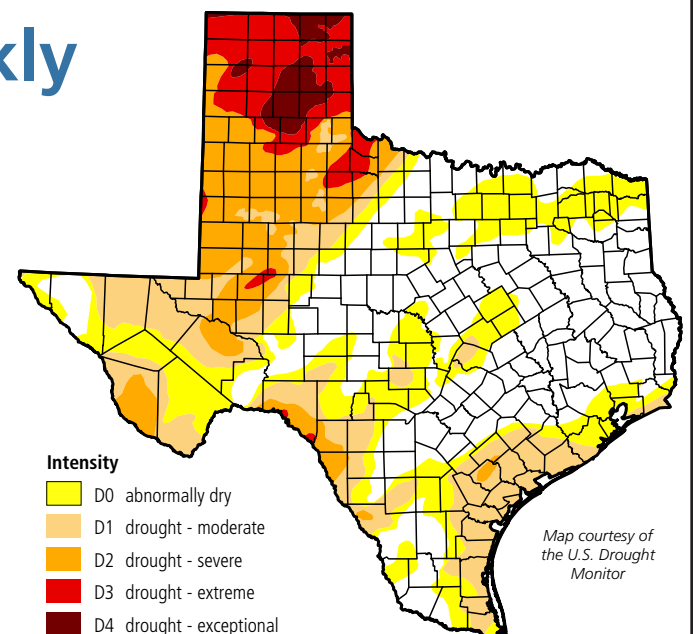 kly
Intensity
D0 abnormally dry
D1 drought - moderate
D2 drought - severe
D3 drought - extreme
D4 drought - exceptional
Map courtesy of
the U.S. Drought
Monitor